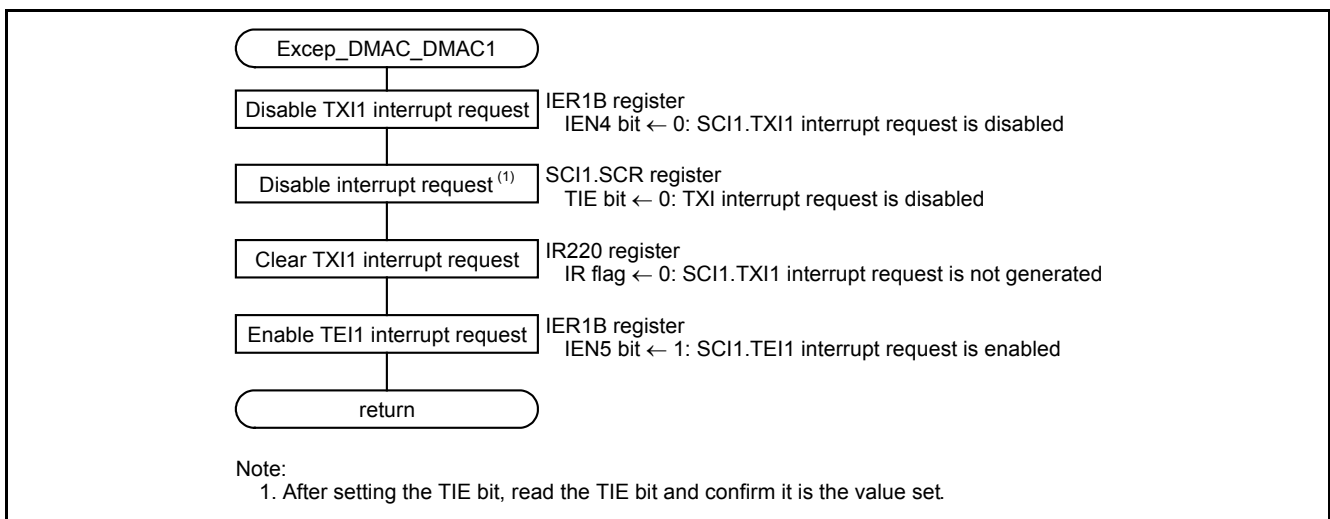 Excep_DMAC_DMAC1
Disable TXI1 interrupt request
IER1B register
IEN4 bit ← 0: SCI1.TXI1 interrupt request is disabled
Disable interrupt request (1)
SCI1.SCR register
TIE bit ← 0: TXI interrupt request is disabled
Clear TXI1 interrupt request
IR220 register
IR flag ← 0: SCI1.TXI1 interrupt request is not generated
Enable TEI1 interrupt request
IER1B register
IEN5 bit ← 1: SCI1.TEI1 interrupt request is enabled
return
Note:
1. After setting the TIE bit, read the TIE bit and confirm it is the value set.